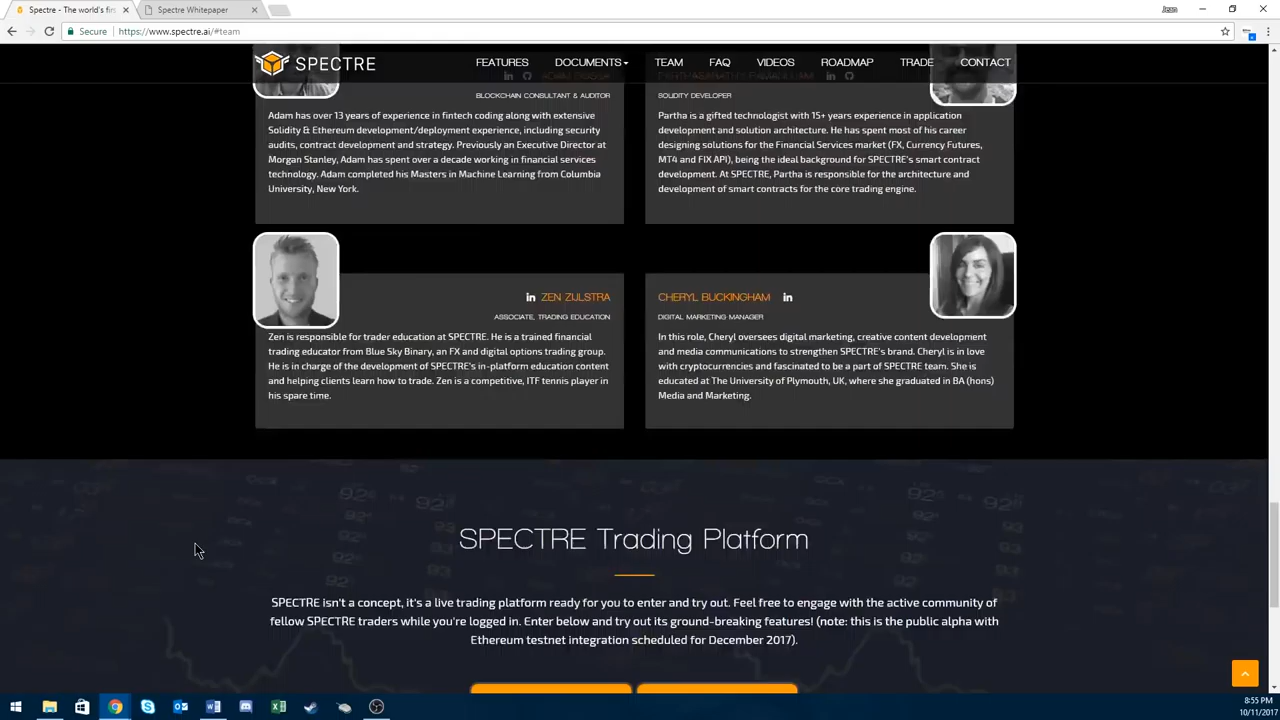 Spectre - The world's firs
Spectre Whitepaper
Secure
https://www.spectre.ai/#team
SPECTRE
FEATURES
DOCUMENTS
TEAM
FAQ
VIDEOS
ROADMAP
TRADE
CONTACT
BLOCKCHAIN CONSULTANT & AUDITOR
Adam has over 13 years of experience in fintech coding along with extensive
Solidity & Ethereum development/deployment experience, including security
audits, contract development and strategy. Previously an Executive Director at
Morgan Stanley, Adam has spent over a decade working in financial services
technology. Adam completed his Masters in Machine Learning from Columbia
University, New York.
SOLIDITY DEVELOPER
Partha is a gifted technologist with 15+ years experience in application
development and solution architecture. He has spent most of his career
designing solutions for the Financial Services market (FX, Currency Futures,
MT4 and FIX API), being the ideal background for SPECTRE's smart contract
development. At SPECTRE, Partha is responsible for the architecture and
development of smart contracts for the core trading engine.
in ZEN ZIJLSTRA
ASSOCIATE, TRADING EDUCATION
Zen is responsible for trader education at SPECTRE. He is a trained financial
trading educator from Blue Sky Binary, an FX and digital options trading group.
He is in charge of the development of SPECTRE's in-platform education content
and helping clients learn how to trade. Zen is a competitive, ITF tennis player in
his spare time.
CHERYL BUCKINGHAM in
DIGITAL MARKETING MANAGER
In this role, Cheryl oversees digital marketing, creative content development
and media communications to strengthen SPECTRE's brand. Cheryl is in love
with cryptocurrencies and fascinated to be a part of SPECTRE team. She is
educated at The University of Plymouth, UK, where she graduated in BA (hons)
Media and Marketing.
SPECTRE Trading Platform
SPECTRE isn't a concept, it's a live trading platform ready for you to enter and try out. Feel free to engage with the active community of
fellow SPECTRE traders while you're logged in. Enter below and try out its ground-breaking features! (note: this is the public alpha with
Ethereum testnet integration scheduled for December 2017).
8:55 PM
10/11/2017